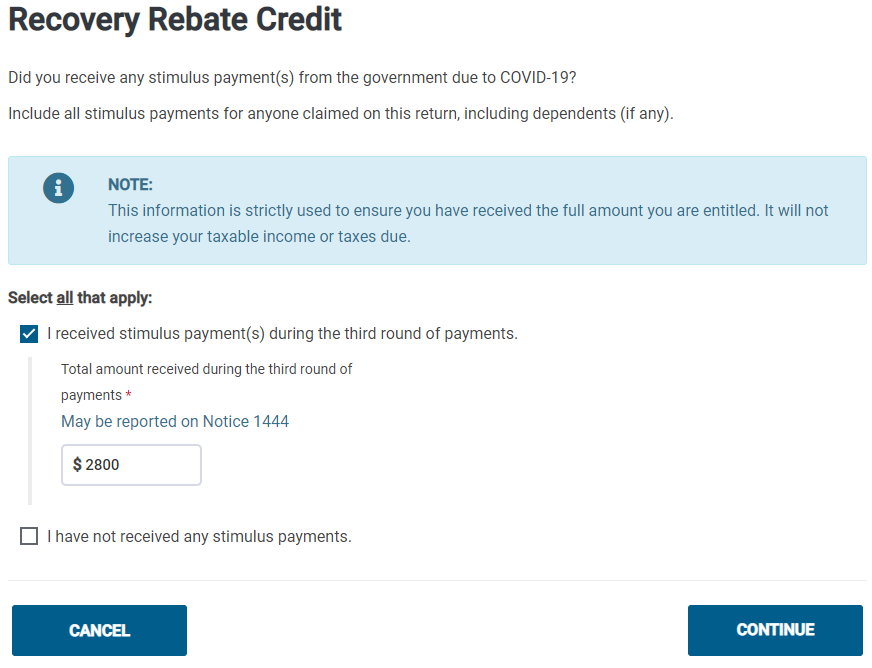 Recovery Rebate Credit
Did you receive any stimulus payment(s) from the government due to COVID-19?
Include all stimulus payments for anyone claimed on this return, including dependents (if any).
NOTE:
This information is strictly used to ensure you have received the full amount you are entitled. It will not
increase your taxable income or taxes due.
Select all that apply:
I received stimulus payment(s) during the third round of payments.
Total amount received during the third round of
payments *
May be reported on Notice 1444
$ 2800
I have not received any stimulus payments.
CANCEL
CONTINUE